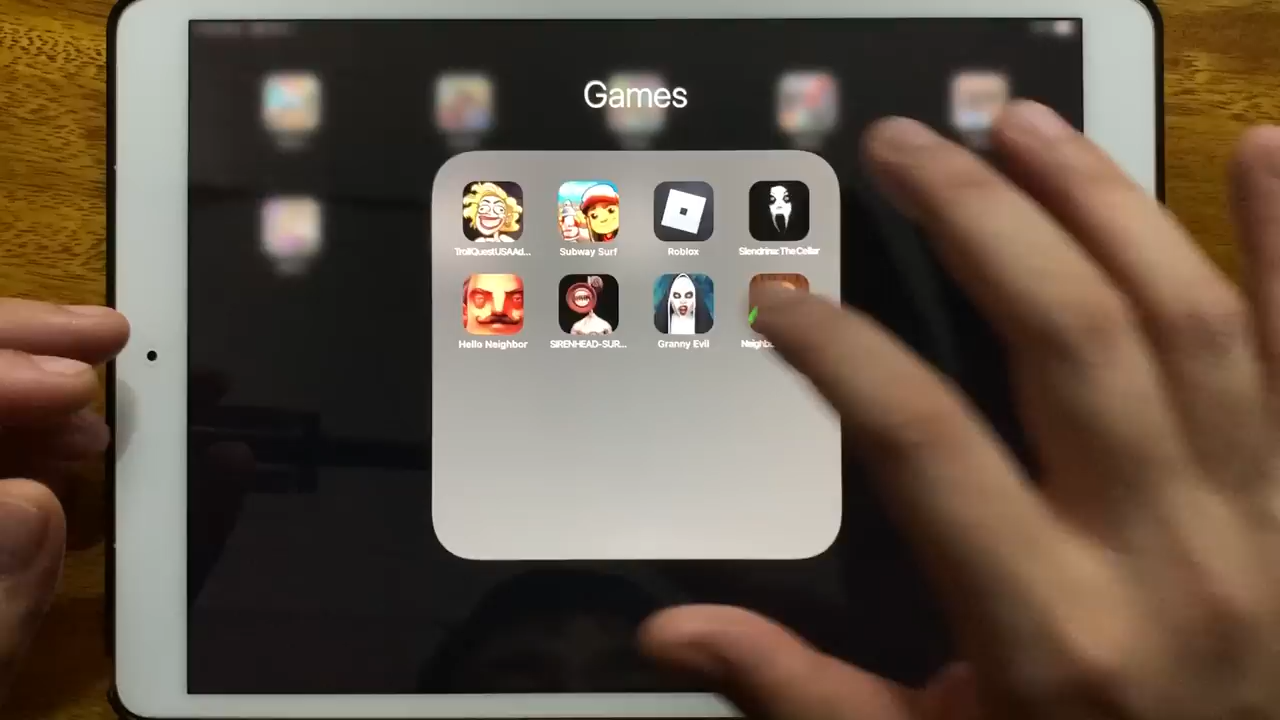 Games
TrollQuestUSAAd...
Subway Surf
Roblox
Slendrina: The Cellar
Hello Neighbor
SIRENHEAD-SUR...
Granny Evil